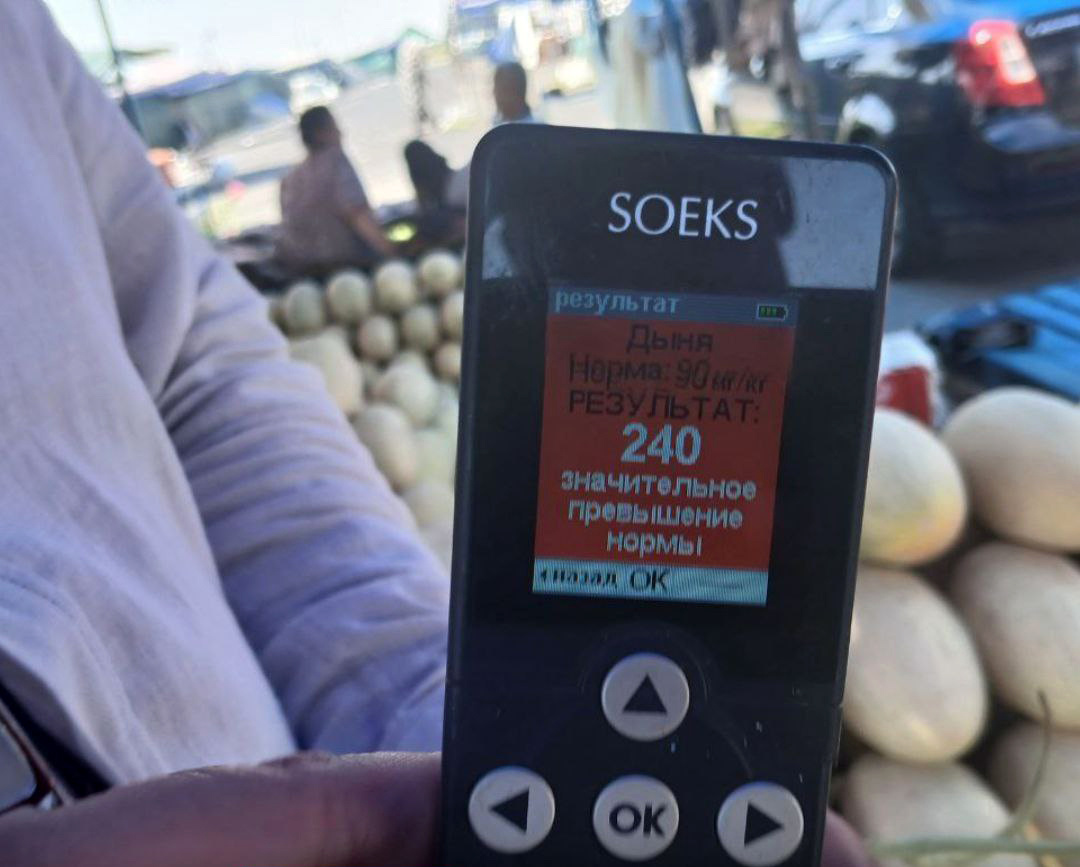 SOEKS
результат
Дыня
Норма: 90 мг/кг
РЕЗУЛЬТАТ:
240
значительное
превышение
нормы
назад OK
OK